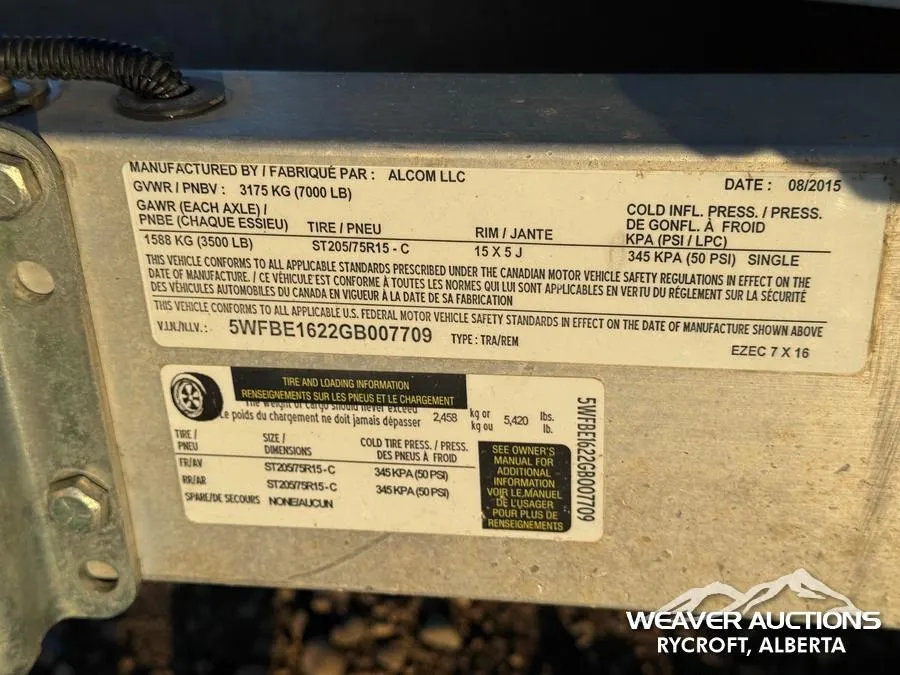 MANUFACTURED BY / FABRIQUÉ PAR : ALCOM LLC DATE : 08/2015
GVWR / PNBV : 3175 KG (7000 LB)
GAWR (EACH AXLE) /
PNBE (CHAQUE ESSIEU) TIRE / PNEU RIM / JANTE COLD INFL. PRESS. / PRESS.
DE GONFL. À FROID
KPA (PSI / LPC)
1588 KG (3500 LB) ST205/75R15 - C 15 X 5 J 345 KPA (50 PSI) SINGLE
THIS VEHICLE CONFORMS TO ALL APPLICABLE STANDARDS PRESCRIBED UNDER THE CANADIAN MOTOR VEHICLE SAFETY REGULATIONS IN EFFECT ON THE
DATE OF MANUFACTURE. / CE VÉHICULE EST CONFORME À TOUTES LES NORMES QUI LUI SONT APPLICABLES EN VERTU DU RÈGLEMENT SUR LA SÉCURITÉ
DES VÉHICULES AUTOMOBILES DU CANADA EN VIGUEUR À LA DATE DE SA FABRICATION
THIS VEHICLE CONFORMS TO ALL APPLICABLE U.S. FEDERAL MOTOR VEHICLE SAFETY STANDARDS IN EFFECT ON THE DATE OF MANUFACTURE SHOWN ABOVE
V.I.N./N.I.V. : 5WFBE1622GB007709 TYPE : TRA/REM
EZEC 7 X 16
TIRE AND LOADING INFORMATION
RENSEIGNEMENTS SUR LES PNEUS ET LE CHARGEMENT
The weight of cargo should never exceed
Le poids du chargement ne doit jamais dépasser 2,458 kg or
kg ou 5,420 lbs.
lb.
TIRE /
PNEU SIZE /
DIMENSIONS COLD TIRE PRESS. / PRESS.
DES PNEUS À FROID
FR/AV ST205/75R15 - C 345 KPA (50 PSI)
RR/AR ST205/75R15 - C 345 KPA (50 PSI)
SPARE/DE SECOURS NONE/AUCUN
SEE OWNER'S
MANUAL FOR
ADDITIONAL
INFORMATION
VOIR LE MANUEL
DE L'USAGER
POUR PLUS DE
RENSEIGNEMENTS
5WFBE1622GB007709
WEAVER AUCTIONS
RYCROFT, ALBERTA